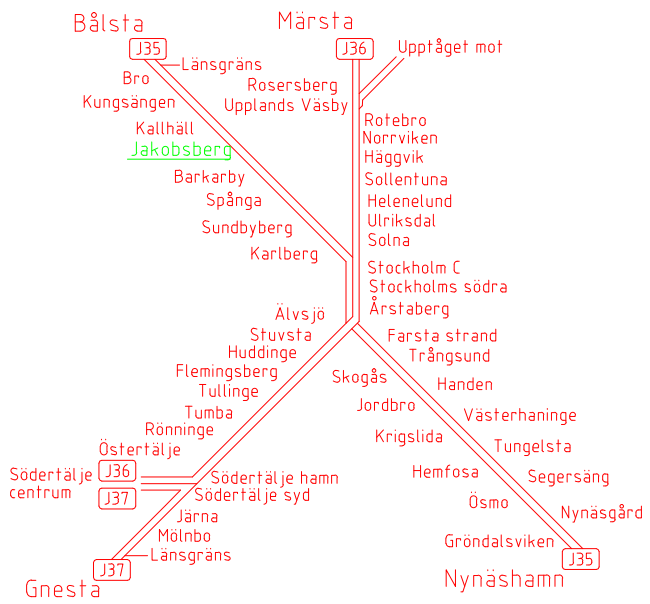 Bålsta
Märsta
J35
J36
Upptåget mot
Länsgräns
Bro
Rosersberg
Kungsängen
Upplands Väsby
Kallhäll
Rotebro
Norrviken
Jakobsberg
Häggvik
Barkarby
Sollentuna
Spånga
Helenelund
Sundbyberg
Ulriksdal
Solna
Karlberg
Stockholm C
Stockholms södra
Årstaberg
Älvsjö
Stuvsta
Farsta strand
Huddinge
Trångsund
Flemingsberg
Skogås
Handen
Tullinge
Jordbro
Tumba
Västerhaninge
Rönninge
Krigslida
Tungelsta
Östertälje
J36
Södertälje
centrum
Södertälje hamn
Hemfosa
Segersäng
J37
Södertälje syd
Ösmo
Järna
Nynäsgård
Mölnbo
Gröndalsviken
Länsgräns
J35
J37
Gnesta
Nynäshamn